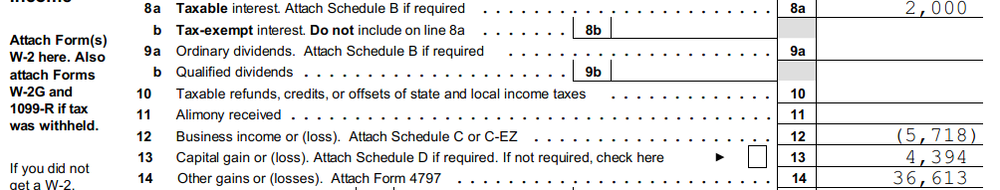 Income
8a Taxable interest. Attach Schedule B if required 8a 2,000
b Tax-exempt interest. Do not include on line 8a 8b
Attach Form(s) 9a Ordinary dividends. Attach Schedule B if required 9a
W-2 here. Also
attach Forms b Qualified dividends 9b
W-2G and 10 Taxable refunds, credits, or offsets of state and local income taxes 10
1099-R if tax 11 Alimony received 11
was withheld.
12 Business income or (loss). Attach Schedule C or C-EZ 12 (5,718)
13 Capital gain or (loss). Attach Schedule D if required. If not required, check here ► 13 4,394
If you did not 14 Other gains or (losses). Attach Form 4797 14 36,613
get a W-2,